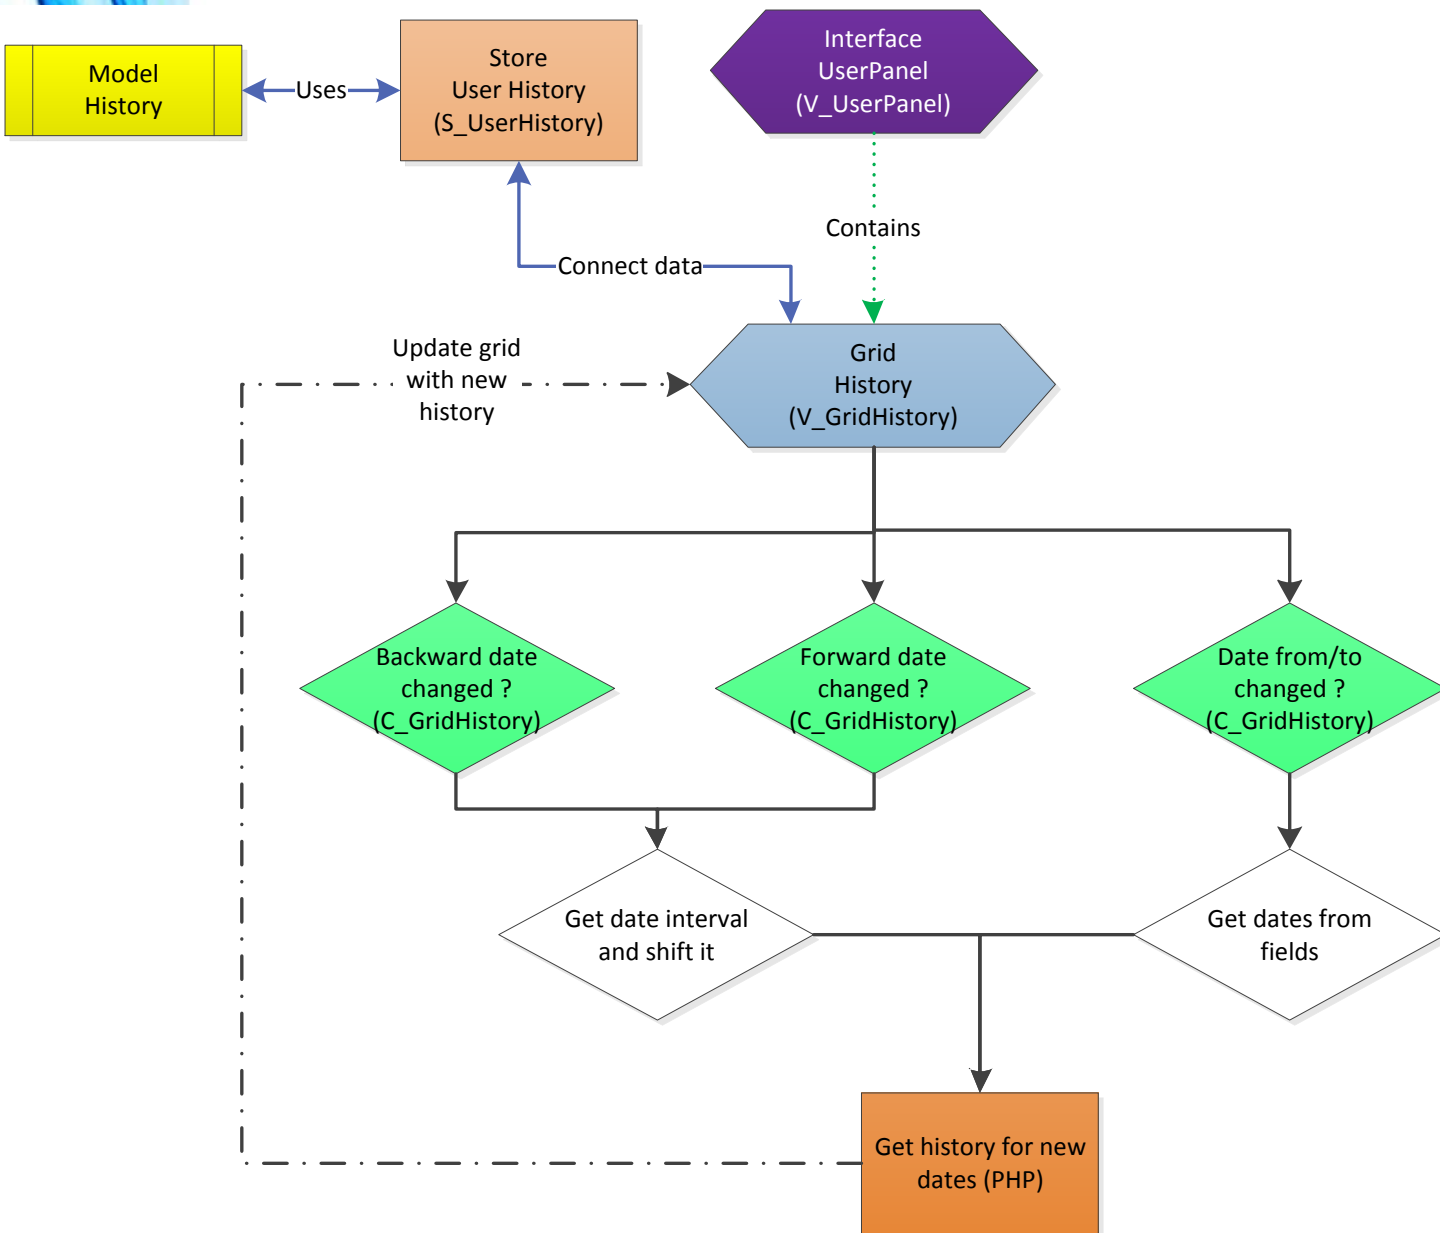 Model
History
Uses
Store
User History
(S_UserHistory)
Interface
UserPanel
(V_UserPanel)
Contains
Connect data
Update grid
with new
history
Grid
History
(V_GridHistory)
Backward date
changed ?
(C_GridHistory)
Forward date
changed ?
(C_GridHistory)
Date from/to
changed ?
(C_GridHistory)
Get date interval
and shift it
Get dates from
fields
Get history for new
dates (PHP)